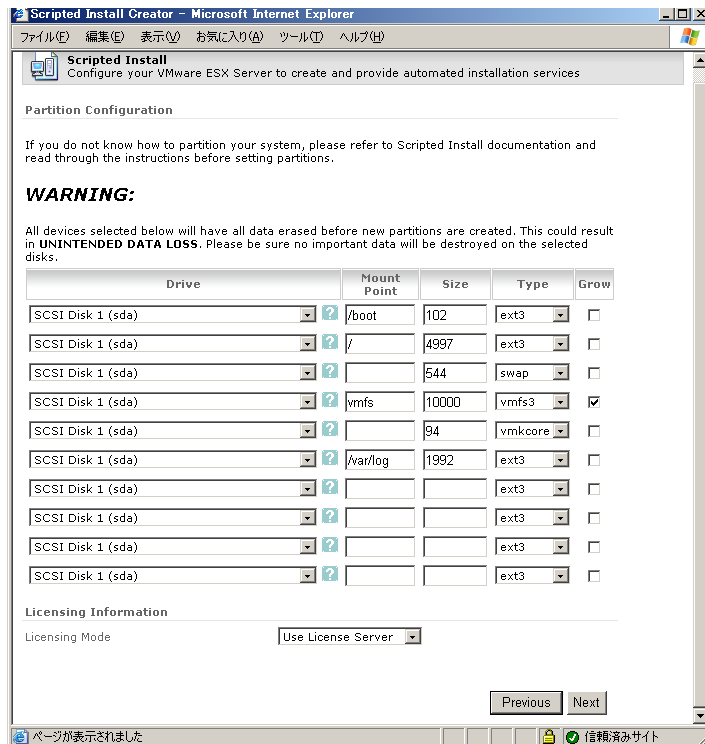 Scripted Install Creator - Microsoft Internet Explorer
ファイル(F) 編集(E) 表示(V) お気に入り(A) ツール(T) ヘルプ(H)
Scripted Install
Configure your VMware ESX Server to create and provide automated installation services
Partition Configuration
If you do not know how to partition your system, please refer to Scripted Install documentation and
read through the instructions before setting partitions.
WARNING:
All devices selected below will have all data erased before new partitions are created. This could result
in UNINTENDED DATA LOSS. Please be sure no important data will be destroyed on the selected
disks.
Drive Mount Point Size Type Grow
SCSI Disk 1 (sda) ? /boot 102 ext3
SCSI Disk 1 (sda) ? / 4997 ext3
SCSI Disk 1 (sda) ? 544 swap
SCSI Disk 1 (sda) ? vmfs 10000 vmfs3
SCSI Disk 1 (sda) ? 94 vmkcore
SCSI Disk 1 (sda) ? /var/log 1992 ext3
SCSI Disk 1 (sda) ? ext3
SCSI Disk 1 (sda) ? ext3
SCSI Disk 1 (sda) ? ext3
SCSI Disk 1 (sda) ? ext3
Licensing Information
Licensing Mode Use License Server
Previous Next
ページが表示されました 信頼済みサイト